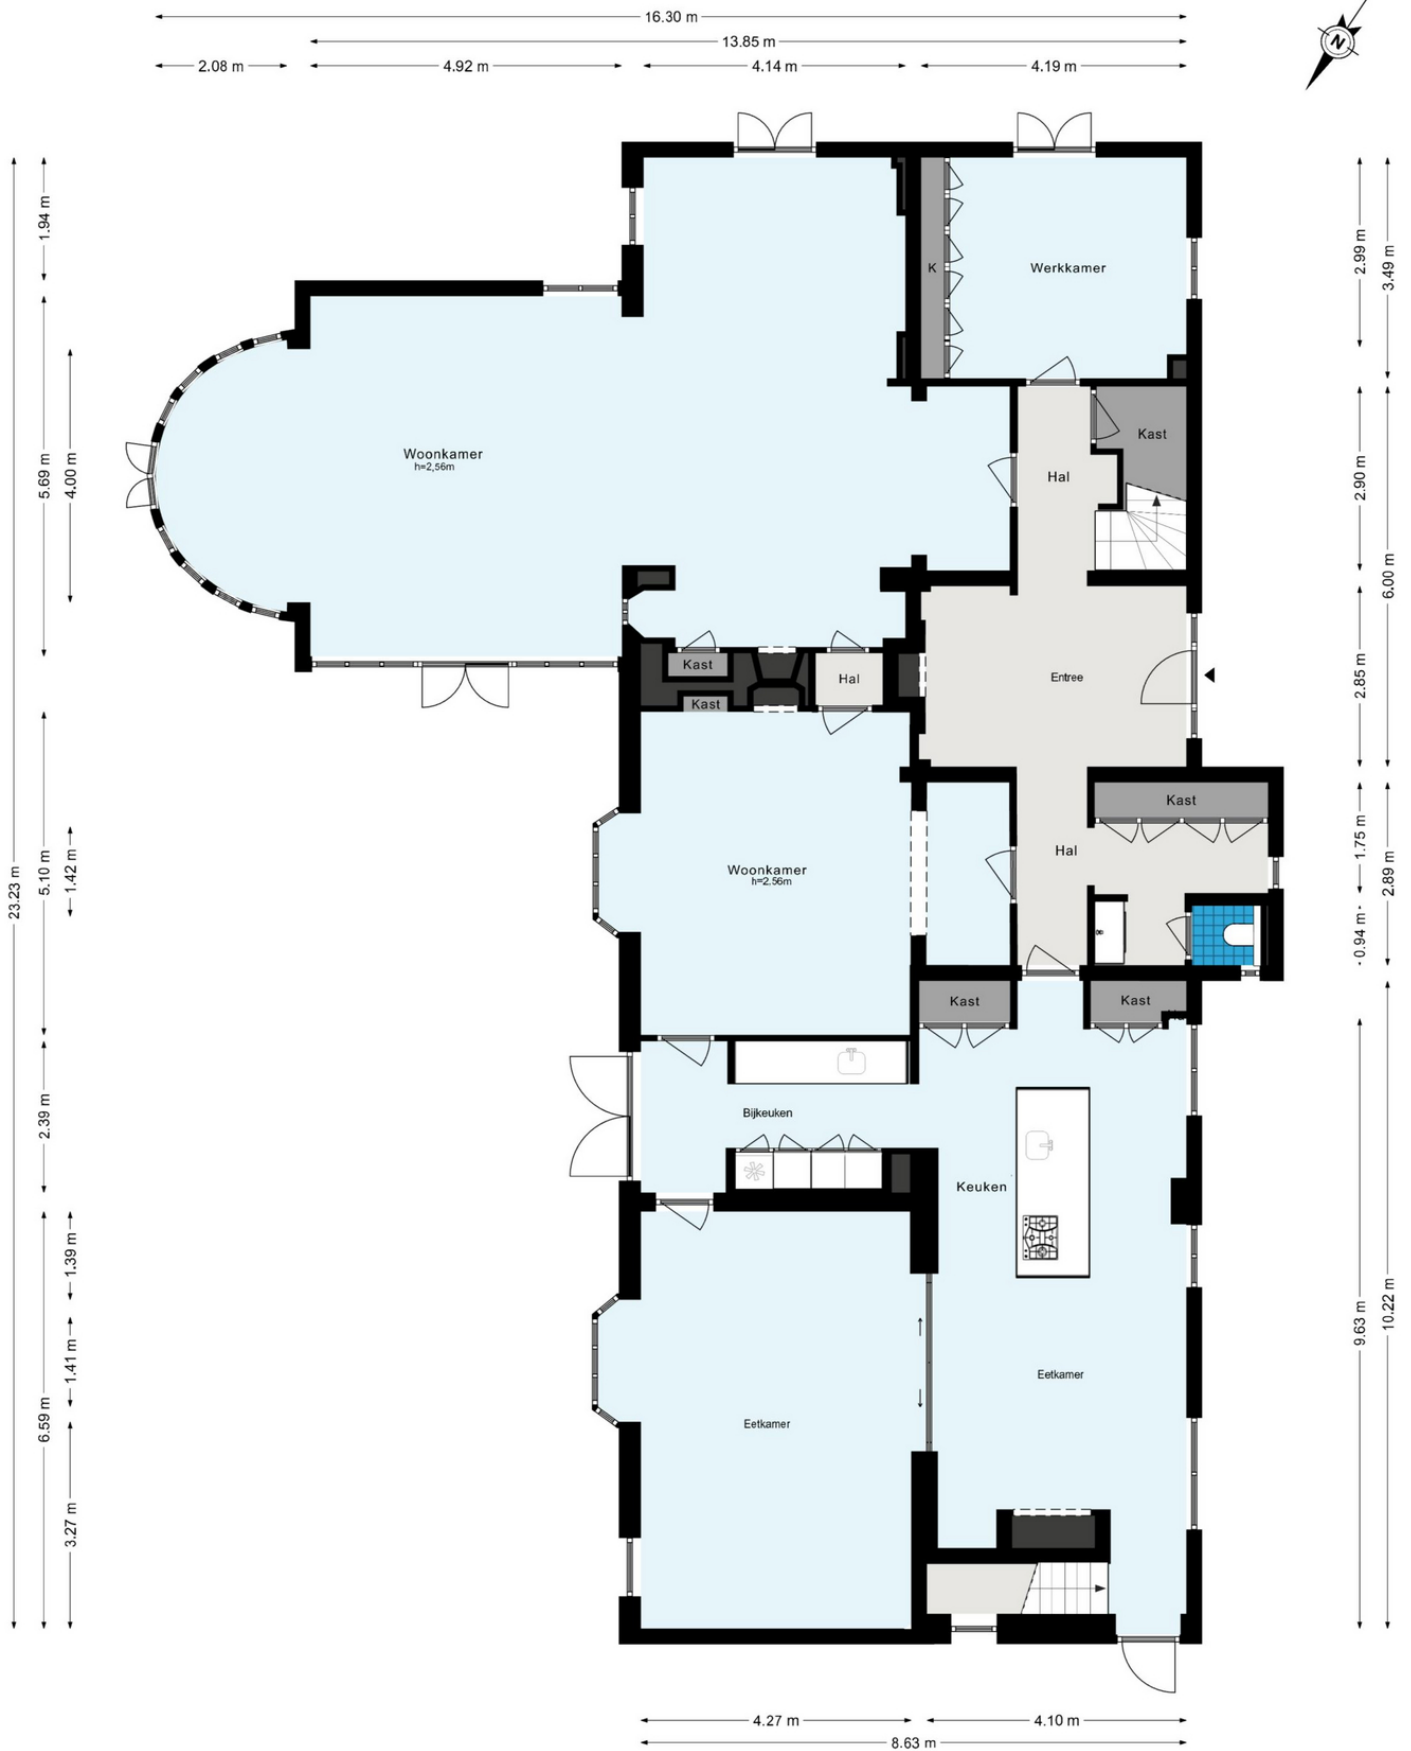 16.30 m
13.85 m
2.08 m
4.92 m
4.14 m
4.19 m
N
1.94 m
2.99 m
3.49 m
K
Werkkamer
Kast
Woonkamer
h=2,56m
Hal
5.69 m
4.00 m
2.90 m
6.00 m
Kast
Hal
Kast
Entree
2.85 m
Kast
Woonkamer
h=2.56m
Hal
23.23 m
5.10 m
1.42 m
1.75 m
2.89 m
0.94 m
Kast
Kast
Bijkeuken
2.39 m
Keuken
1.39 m
1.41 m
9.63 m
10.22 m
Eetkamer
Eetkamer
6.59 m
3.27 m
4.27 m
4.10 m
8.63 m